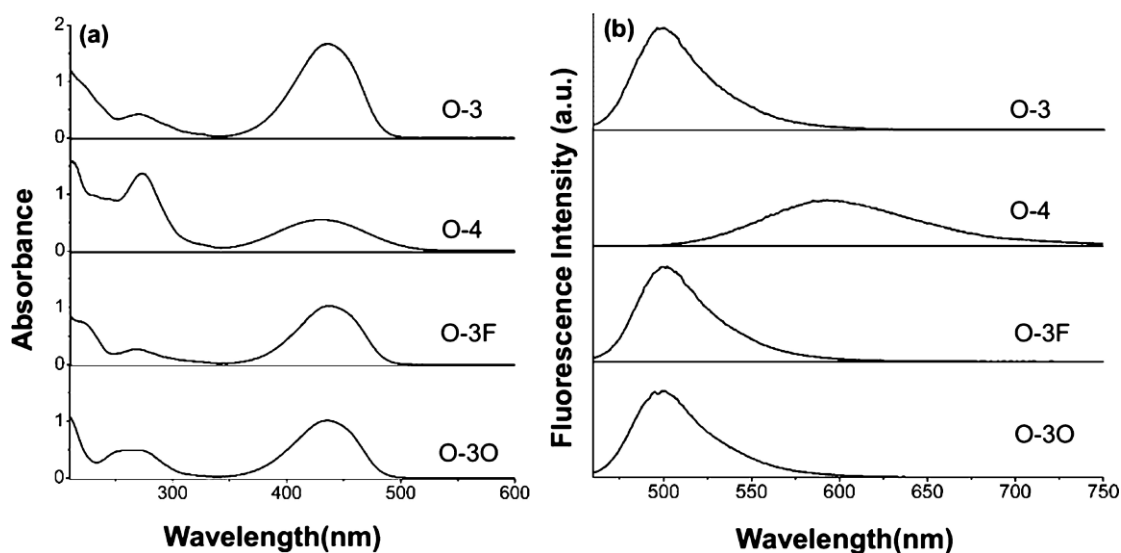 (a)
Absorbance
2
1
0
O-3
1
0
O-4
1
0
O-3F
1
0
O-3O
300
400
500
600
Wavelength(nm)
(b)
Fluorescence Intensity (a.u.)
O-3
O-4
O-3F
O-3O
500
550
600
650
700
750
Wavelength(nm)